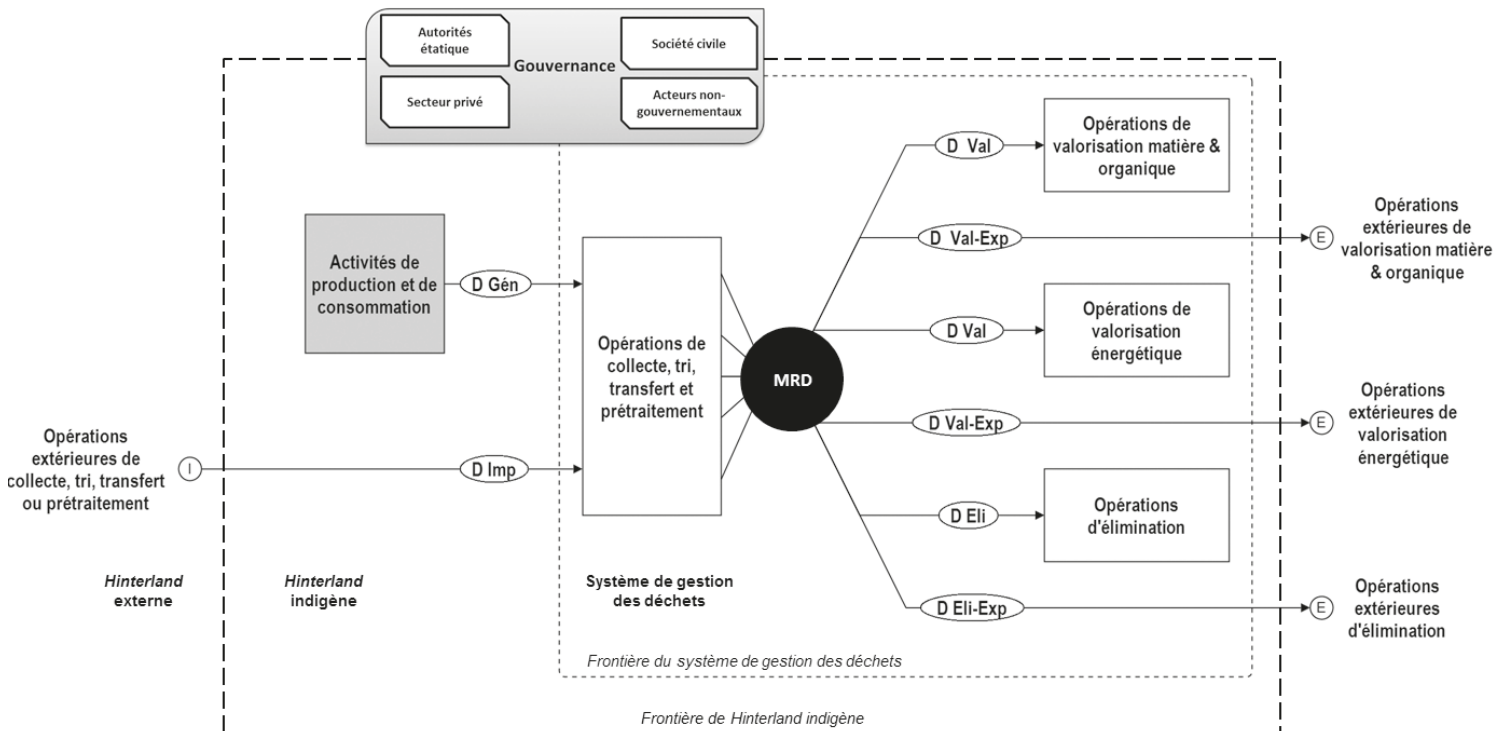 Autorités
étatique
Société civile
Gouvernance
Secteur privé
Acteurs non-
gouvernementaux
D Val
Opérations de
valorisation matière &
organique
D Val-Exp
E
Opérations
extérieures de
valorisation matière
& organique
Activités de
production et de
consommation
D Gén
Opérations de
collecte, tri,
transfert et
prétraitement
MRD
D Val
Opérations de
valorisation
énergétique
D Val-Exp
E
Opérations
extérieures de
valorisation
énergétique
Opérations
extérieures de
collecte, tri, transfert
ou prétraitement
I
D Imp
D Eli
Opérations
d'élimination
Hinterland
externe
Hinterland
indigène
Système de gestion
des déchets
D Eli-Exp
E
Opérations
extérieures
d'élimination
Frontière du système de gestion des déchets
Frontière de Hinterland indigène